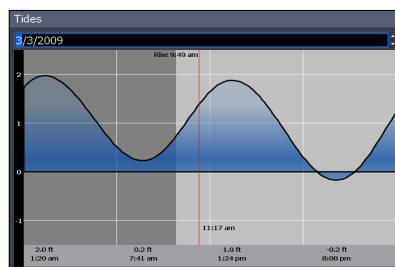 Tides
3/3/2009
Rise 9:49 am
2
1
0
-1
11:17 am
2.0 ft 0.2 ft 1.9 ft -0.2 ft
1:20 am 7:41 am 1:24 pm 8:08 pm